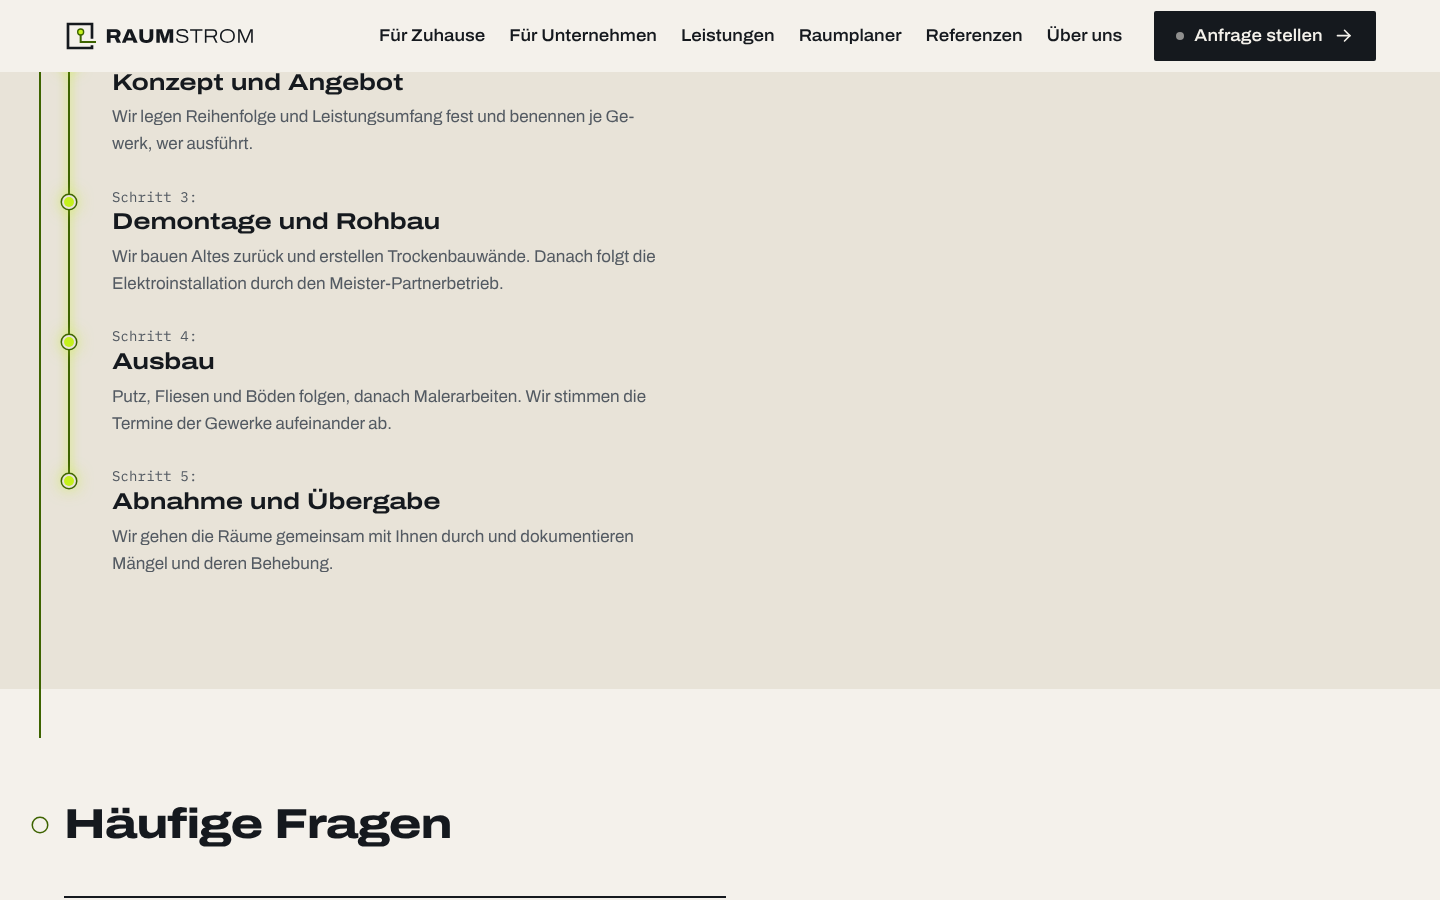 RAUMSTROM
Für Zuhause
Für Unternehmen
Leistungen
Raumplaner
Referenzen
Über uns
Anfrage stellen
Konzept und Angebot
Wir legen Reihenfolge und Leistungsumfang fest und benennen je Ge-
werk, wer ausführt.
Schritt 3:
Demontage und Rohbau
Wir bauen Altes zurück und erstellen Trockenbauwände. Danach folgt die
Elektroinstallation durch den Meister-Partnerbetrieb.
Schritt 4:
Ausbau
Putz, Fliesen und Böden folgen, danach Malerarbeiten. Wir stimmen die
Termine der Gewerke aufeinander ab.
Schritt 5:
Abnahme und Übergabe
Wir gehen die Räume gemeinsam mit Ihnen durch und dokumentieren
Mängel und deren Behebung.
Häufige Fragen